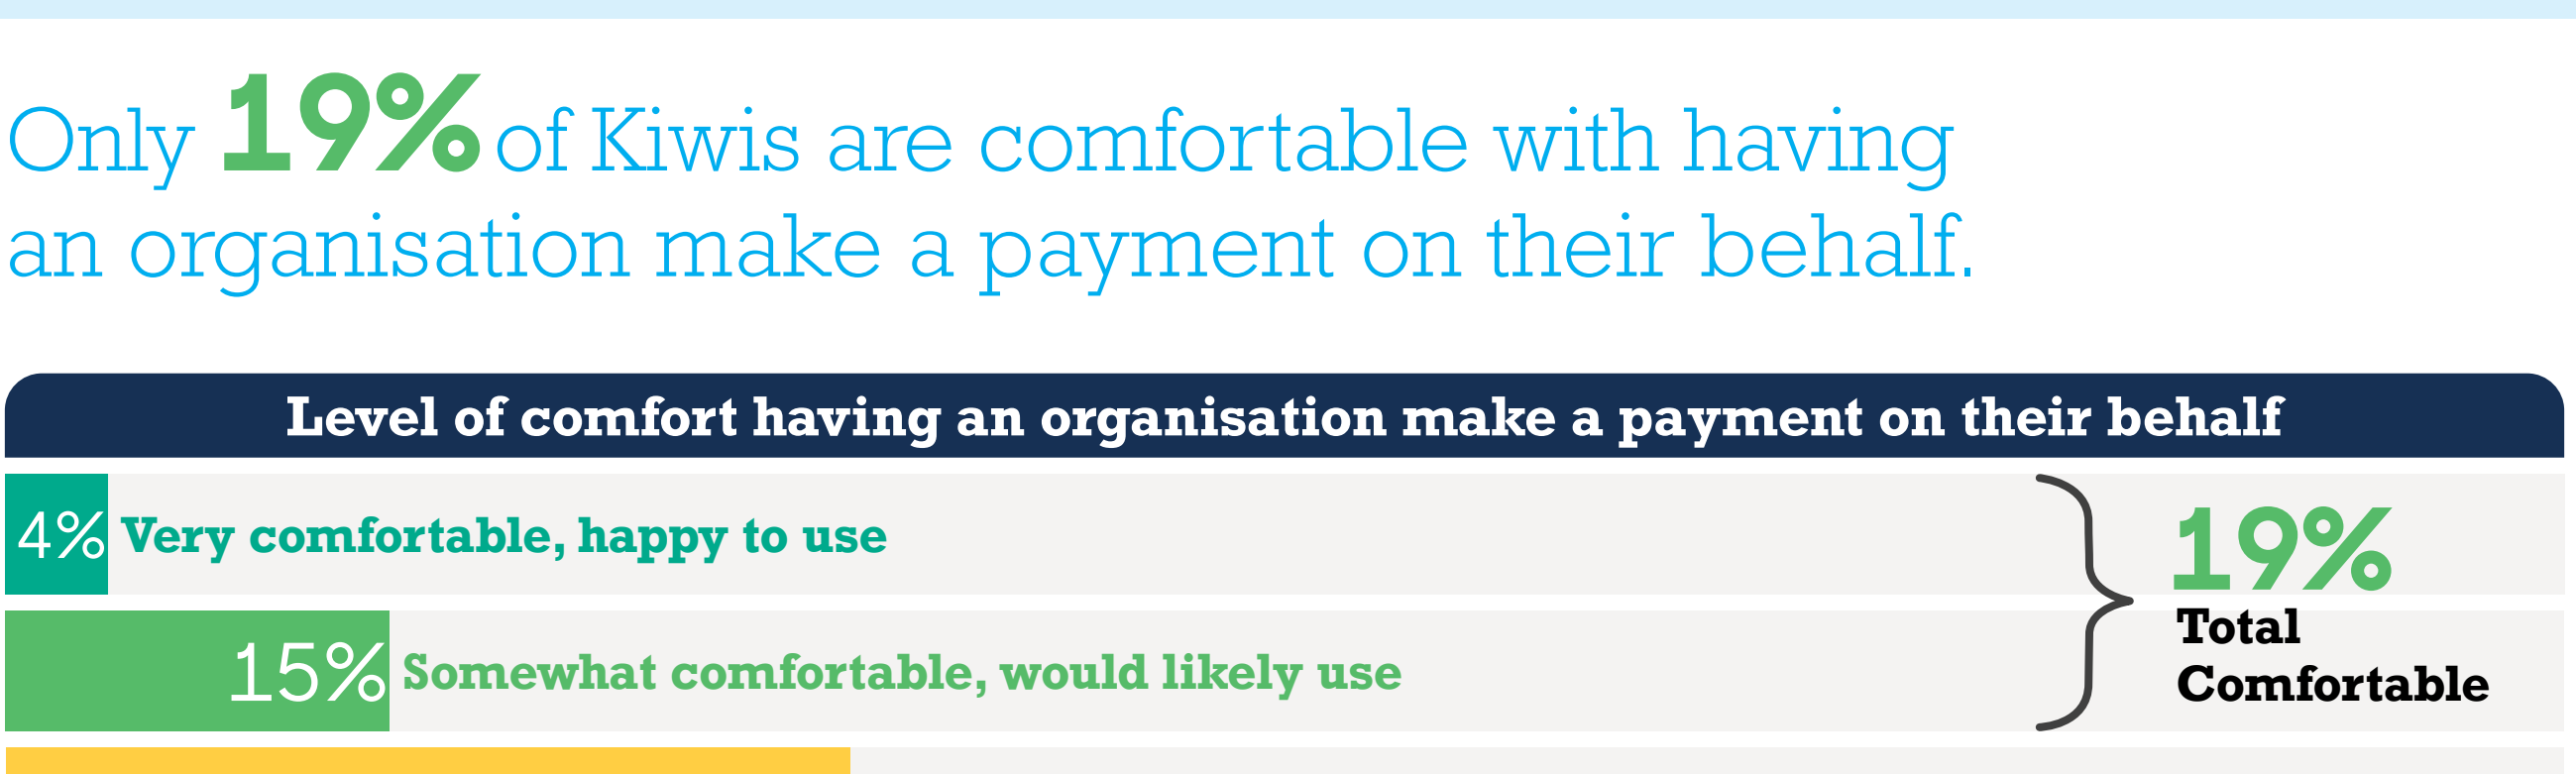 Only 19% of Kiwis are comfortable with having
an organisation make a payment on their behalf.
Level of comfort having an organisation make a payment on their behalf
4% Very comfortable, happy to use
15% Somewhat comfortable, would likely use
19%
Total
Comfortable